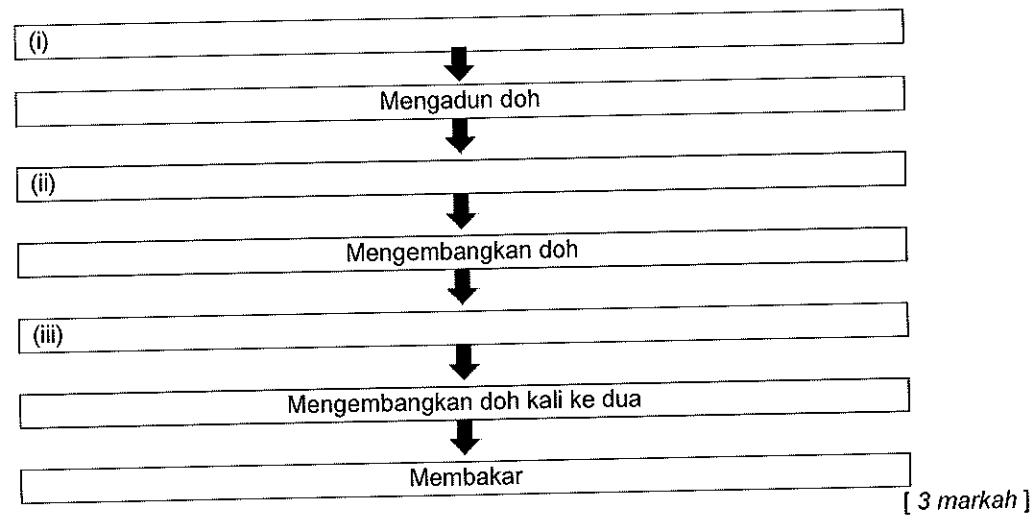 (i)
Mengadun doh
(ii)
Mengembangkan doh
(iii)
Mengembangkan doh kali ke dua
Membakar
[ 3 markah ]